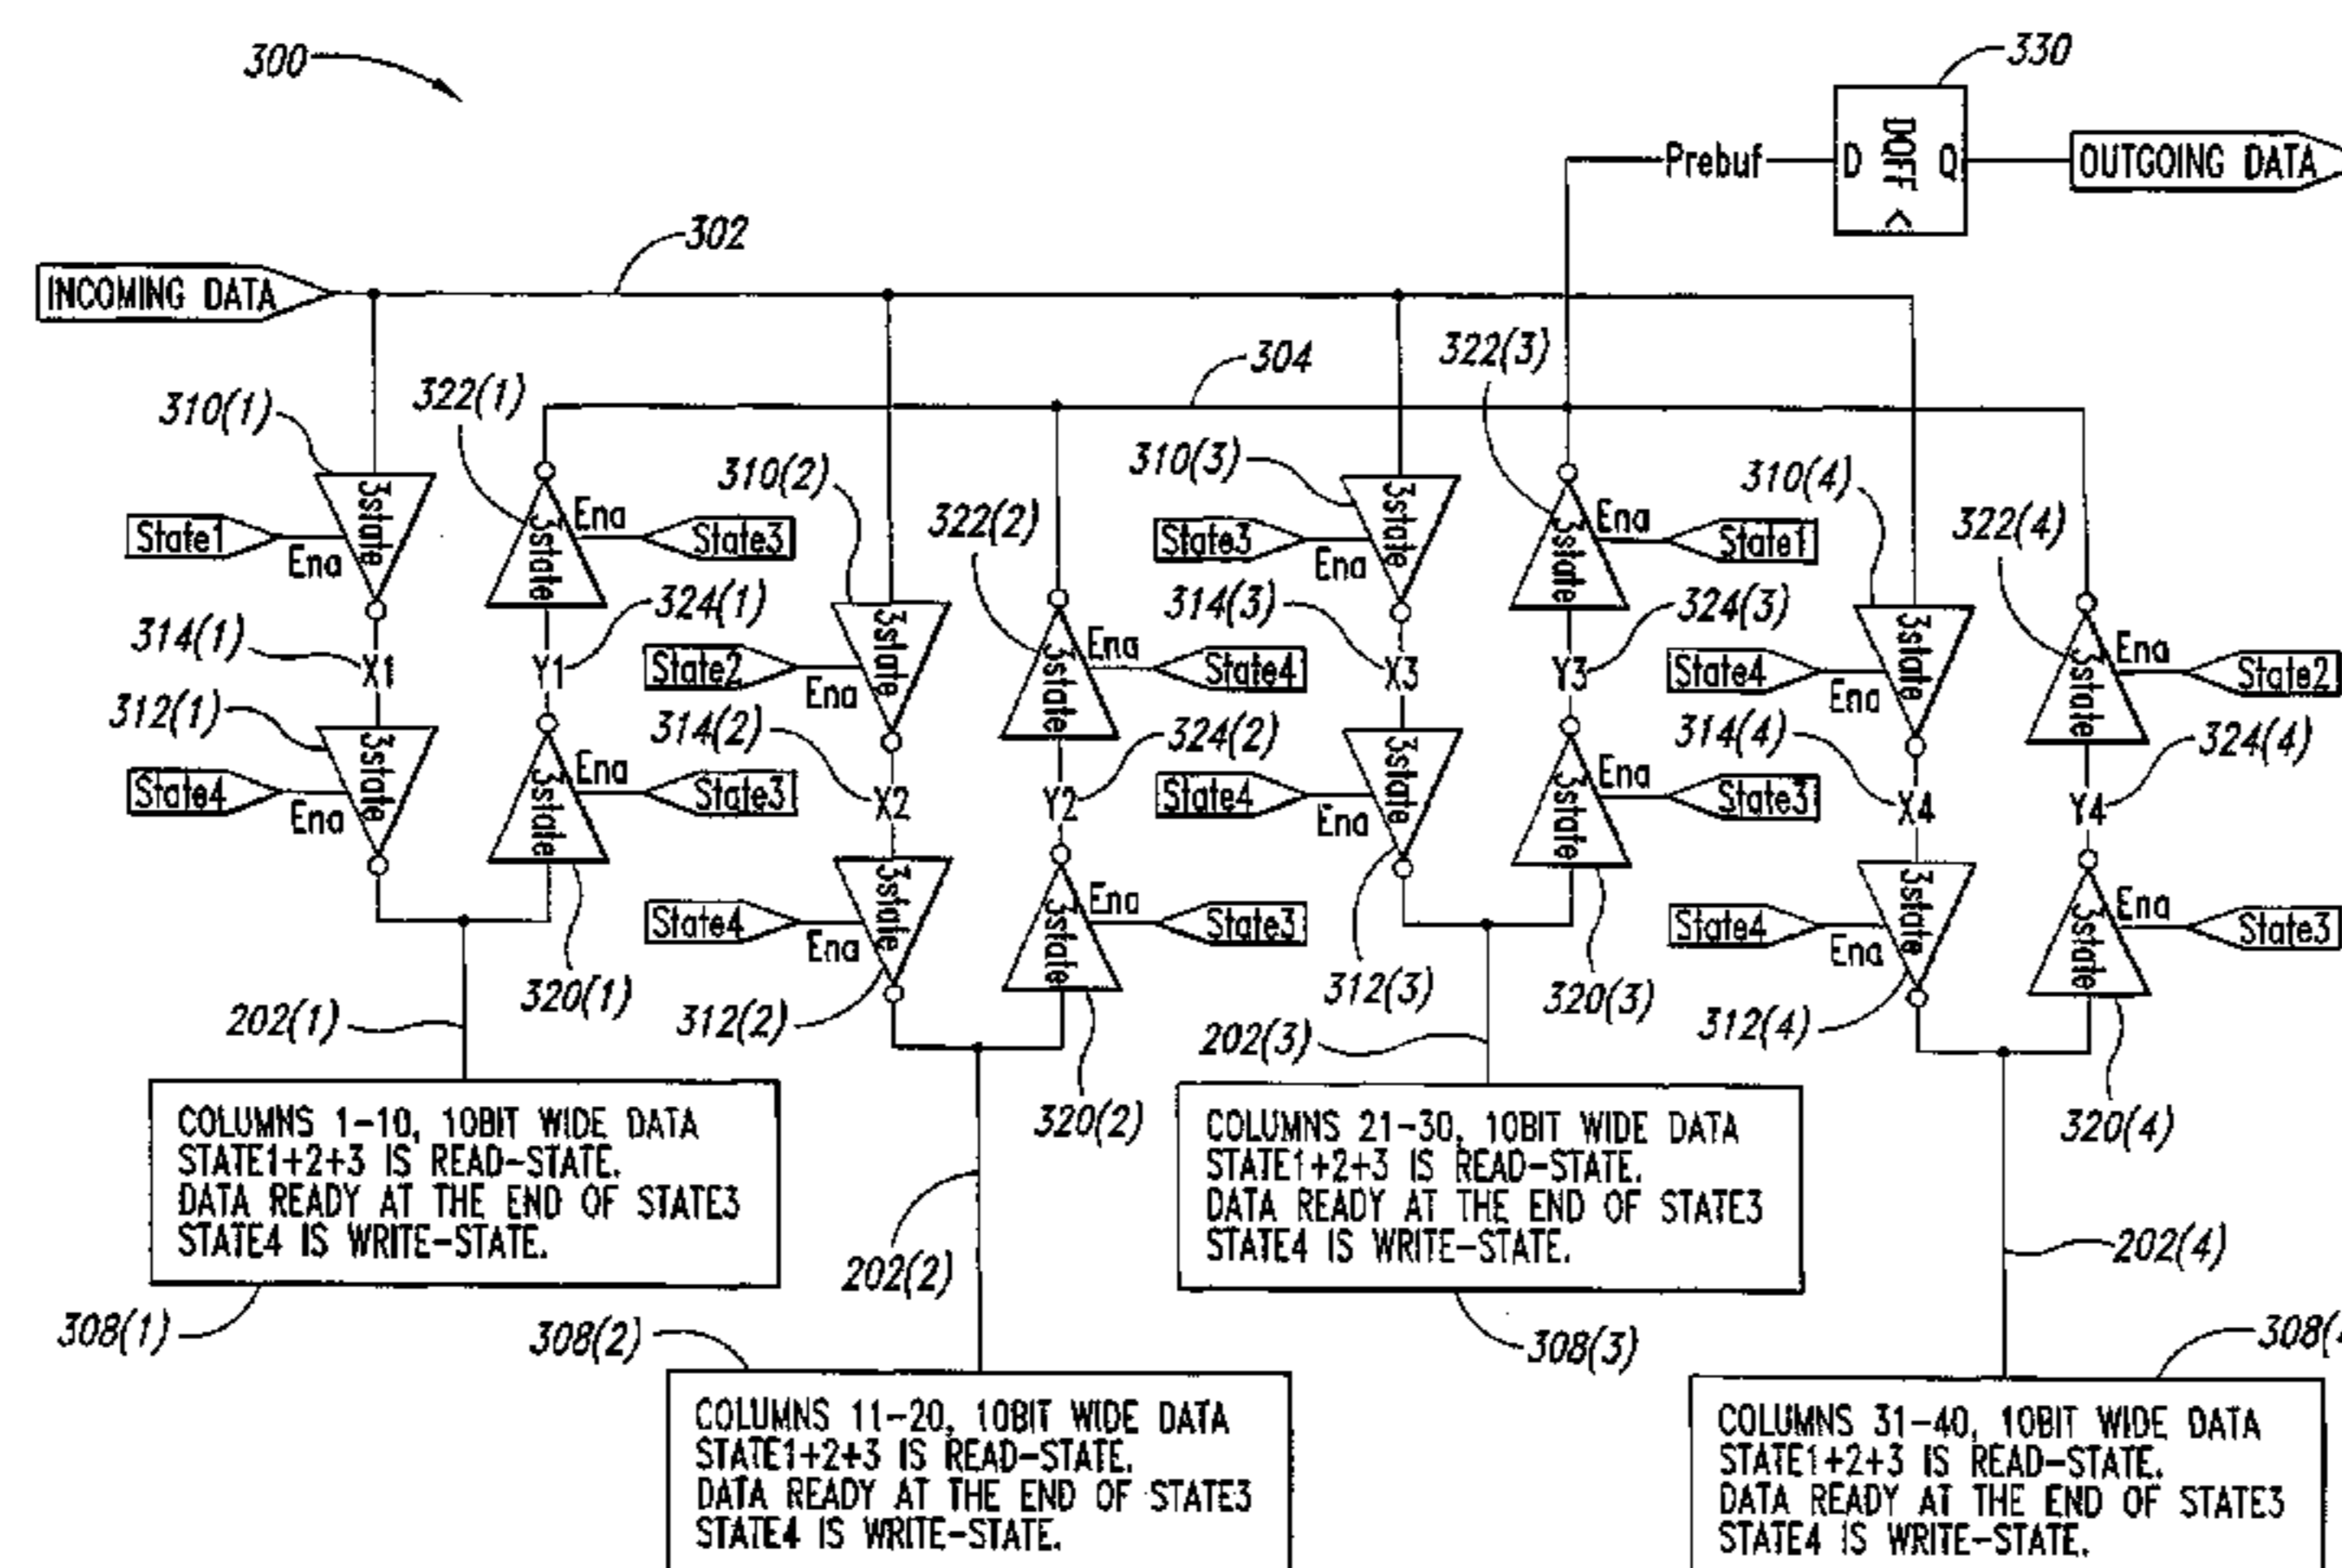 300
330
Prebuf
D
DQFF <
Q
OUTGOING DATA
302
INCOMING DATA
304
322(3)
310(1)
322(1)
310(2)
310(3)
310(4)
322(2)
322(4)
3state
3state
3state
3state
State1
Ena
Ena
State3
State3
Ena
Ena
State1
314(1)
324(1)
3state
3state
314(3)
324(3)
3state
3state
X1
Y1
State2
Ena
Ena
State4
X3
Y3
State4
Ena
Ena
State2
312(1)
314(2)
324(2)
314(4)
324(4)
3state
3state
3state
3state
State4
Ena
Ena
State3
X2
Y2
State4
Ena
Ena
State3
X4
Y4
3state
3state
3state
3state
State4
Ena
Ena
State3
State4
Ena
Ena
State3
202(1)
320(1)
312(2)
312(3)
320(3)
202(3)
312(4)
320(2)
320(4)
COLUMNS 1-10, 10BIT WIDE DATA
STATE1+2+3 IS READ-STATE.
DATA READY AT THE END OF STATE3
STATE4 IS WRITE-STATE.
COLUMNS 21-30, 10BIT WIDE DATA
STATE1+2+3 IS READ-STATE.
DATA READY AT THE END OF STATE3
STATE4 IS WRITE-STATE.
202(2)
202(4)
308(1)
308(2)
308(3)
308(
COLUMNS 11-20, 10BIT WIDE DATA
STATE1+2+3 IS READ-STATE.
DATA READY AT THE END OF STATE3
STATE4 IS WRITE-STATE.
COLUMNS 31-40, 10BIT WIDE DATA
STATE1+2+3 IS READ-STATE.
DATA READY AT THE END OF STATE3
STATE4 IS WRITE-STATE.